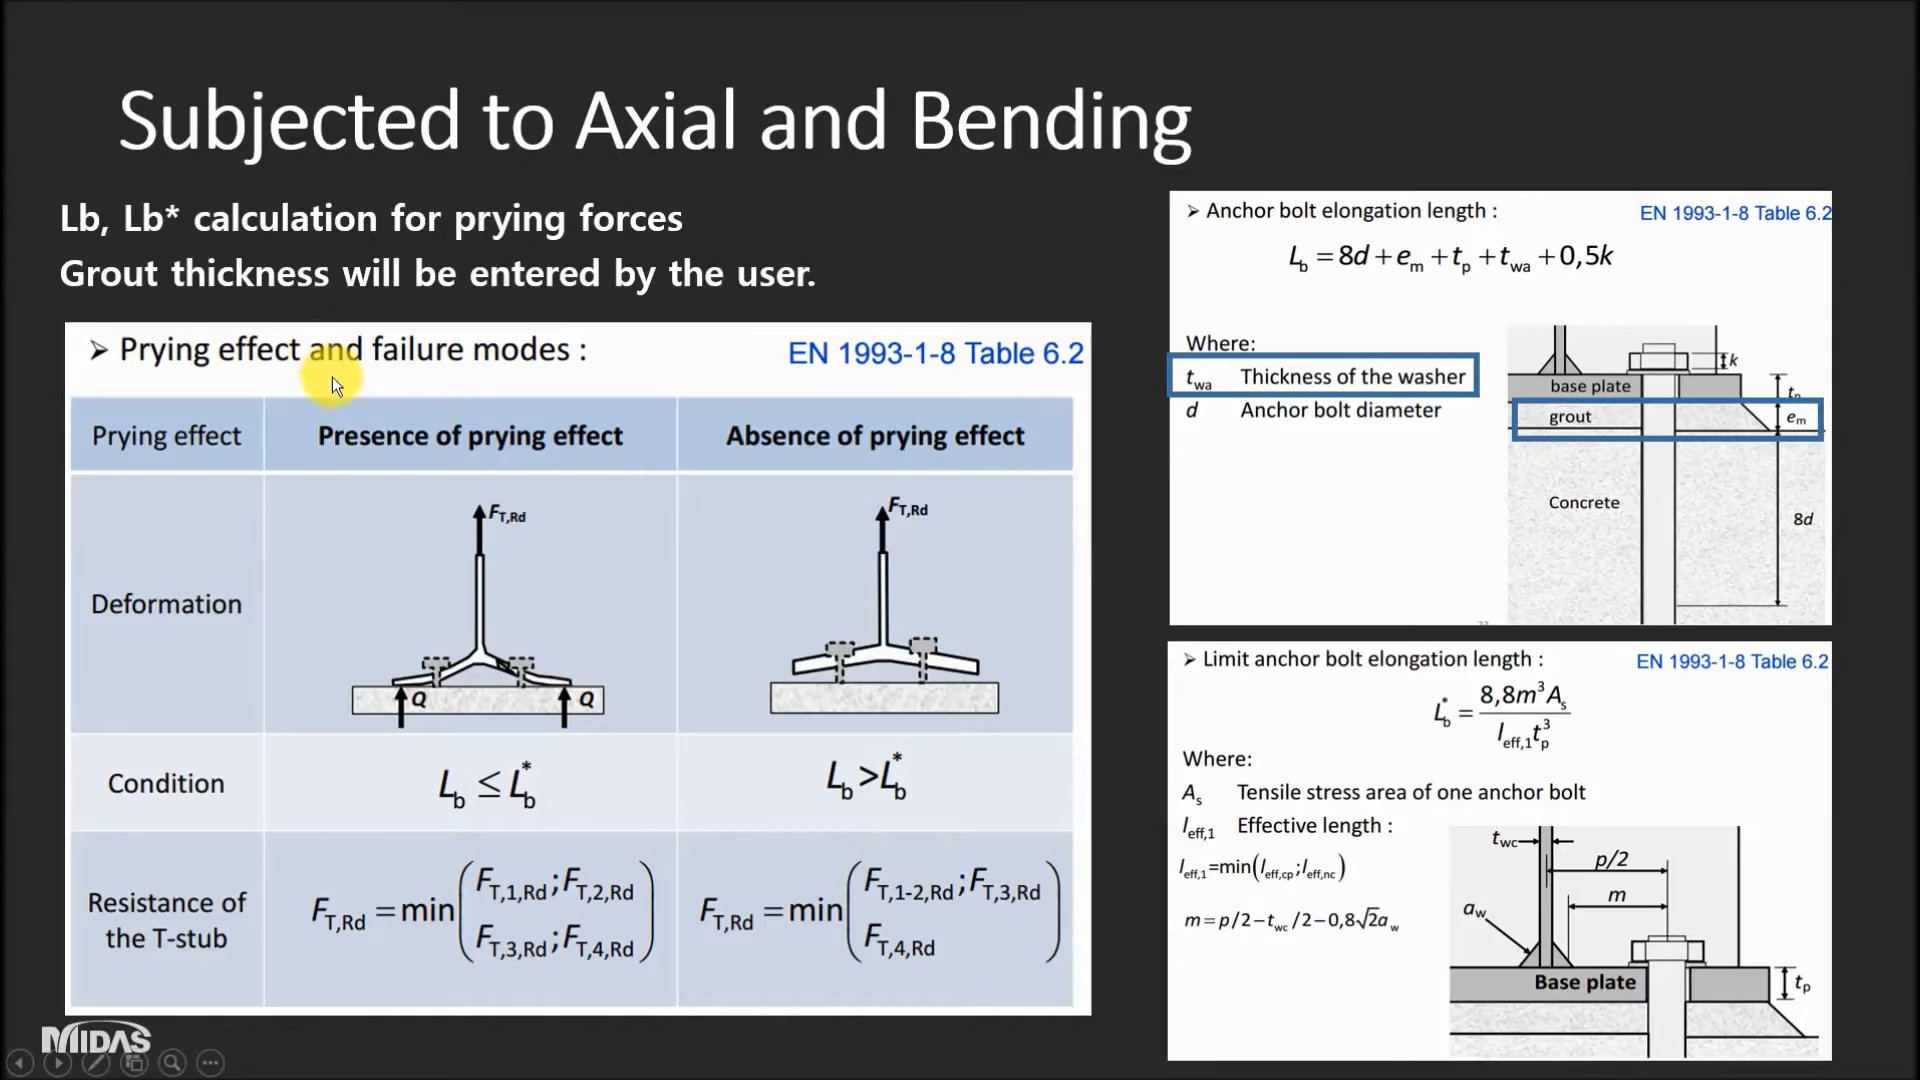 Subjected to Axial and Bending
Lb, Lb* calculation for prying forces
Grout thickness will be entered by the user.
➢ Prying effect and failure modes :
EN 1993-1-8 Table 6.2
Prying effect
Presence of prying effect
Absence of prying effect
Deformation
F_T,Rd
Q
Q
F_T,Rd
Condition
L_b ≤ L_b^*
L_b > L_b^*
Resistance of
the T-stub
F_T,Rd = min(F_T,1,Rd ; F_T,2,Rd
F_T,3,Rd ; F_T,4,Rd)
F_T,Rd = min(F_T,1-2,Rd ; F_T,3,Rd
F_T,4,Rd)
➢ Anchor bolt elongation length :
EN 1993-1-8 Table 6.2
L_b = 8d + e_m + t_p + t_wa + 0,5k
Where:
t_wa Thickness of the washer
d Anchor bolt diameter
k
base plate
grout
e_m
Concrete
8d
➢ Limit anchor bolt elongation length :
EN 1993-1-8 Table 6.2
L_b^* = 8,8m³A_s / l_eff,1 t_p³
Where:
A_s Tensile stress area of one anchor bolt
l_eff,1 Effective length :
l_eff,1=min(l_eff,cp;l_eff,nc)
m=p/2−t_wc/2−0,8√2a_w
t_wc
p/2
m
a_w
Base plate
t_p
MIDAS